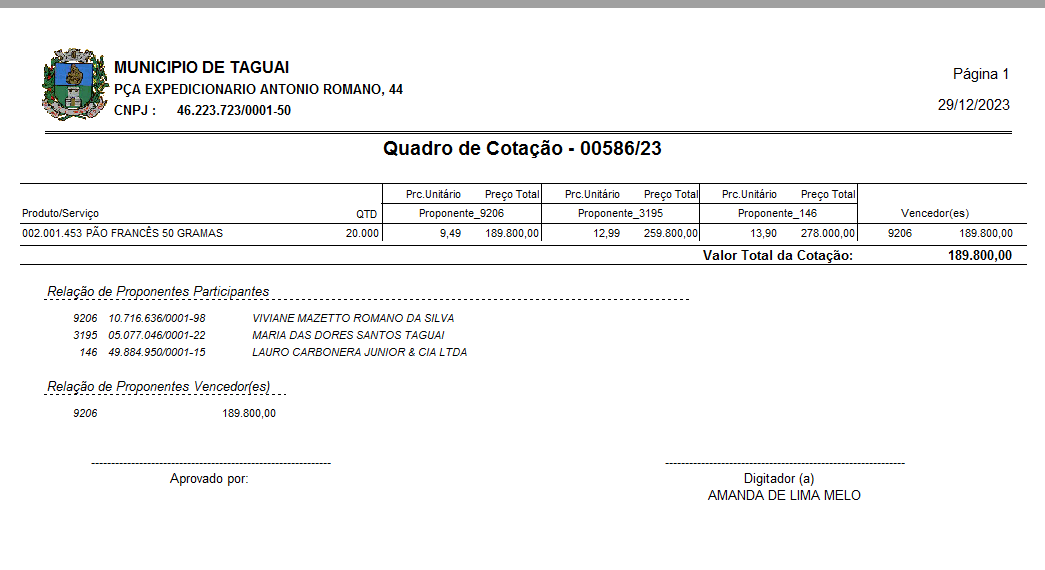 MUNICIPIO DE TAGUAI
PÇA EXPEDICIONARIO ANTONIO ROMANO, 44
CNPJ : 46.223.723/0001-50
Página 1
29/12/2023
Quadro de Cotação - 00586/23
Prc.Unitário Preço Total Prc.Unitário Preço Total Prc.Unitário Preço Total
Produto/Serviço QTD Proponente_9206 Proponente_3195 Proponente_146 Vencedor(es)
002.001.453 PÃO FRANCÊS 50 GRAMAS 20.000 9,49 189.800,00 12,99 259.800,00 13,90 278.000,00 9206 189.800,00
Valor Total da Cotação: 189.800,00
Relação de Proponentes Participantes
9206 10.716.636/0001-98 VIVIANE MAZETTO ROMANO DA SILVA
3195 05.077.046/0001-22 MARIA DAS DORES SANTOS TAGUAI
146 49.884.950/0001-15 LAURO CARBONERA JUNIOR & CIA LTDA
Relação de Proponentes Vencedor(es)
9206 189.800,00
Aprovado por: Digitador (a)
AMANDA DE LIMA MELO